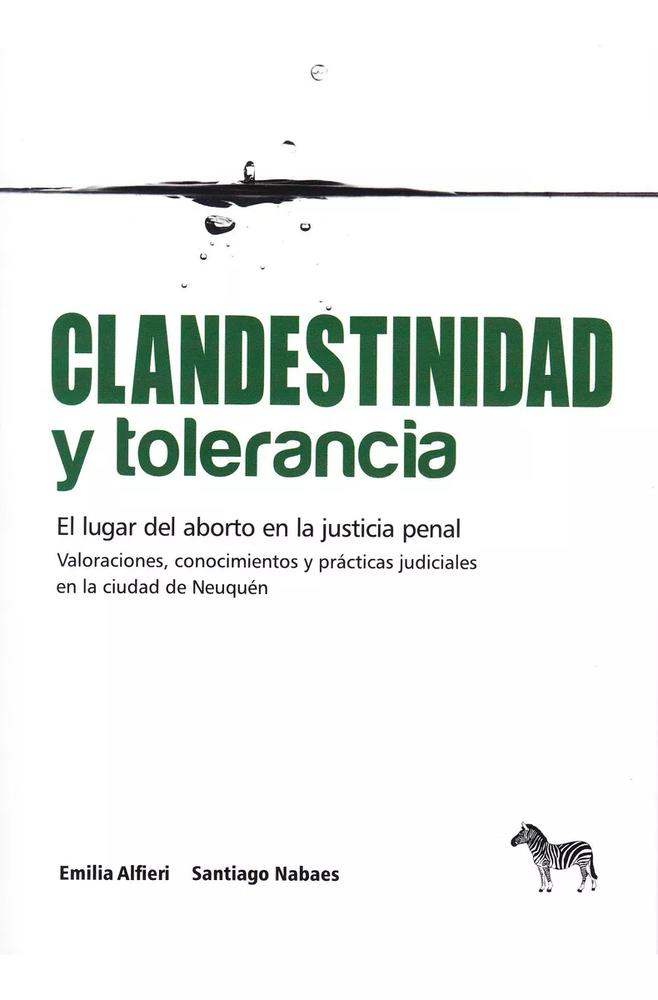 CLANDESTINIDAD
y tolerancia
El lugar del aborto en la justicia penal
Valoraciones, conocimientos y prácticas judiciales
en la ciudad de Neuquén
Emilia Alfieri Santiago Nabaes